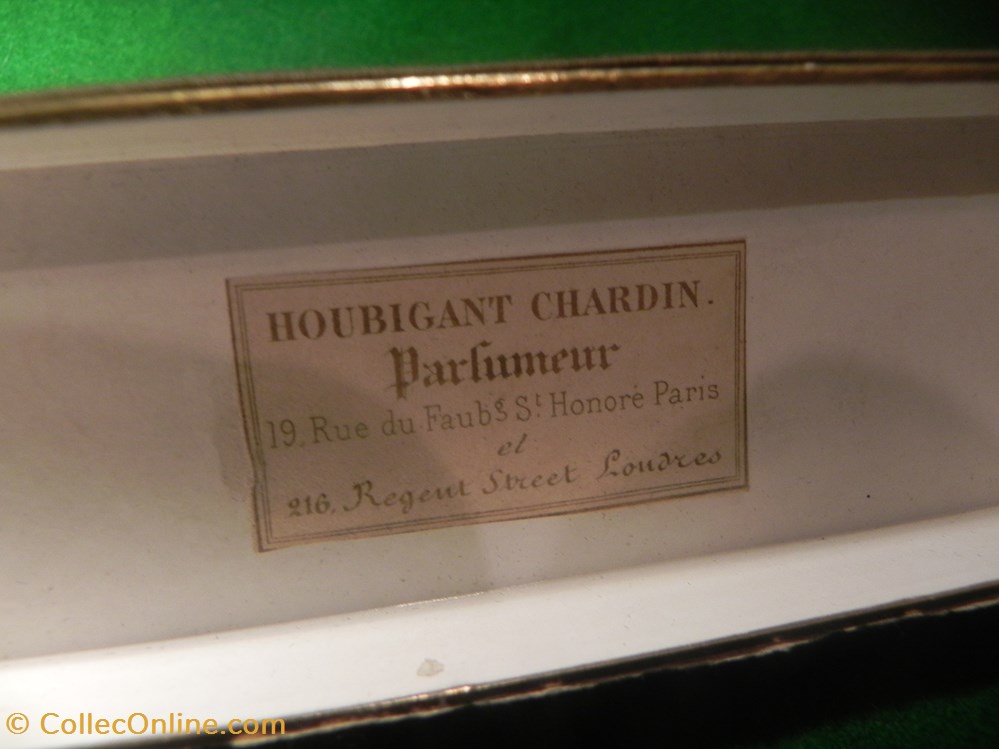 HOUBIGANT CHARDIN.
Parfumeur
19, Rue du Faubg St Honoré Paris
et
216, Regent Street Londres
© CollecOnline.com